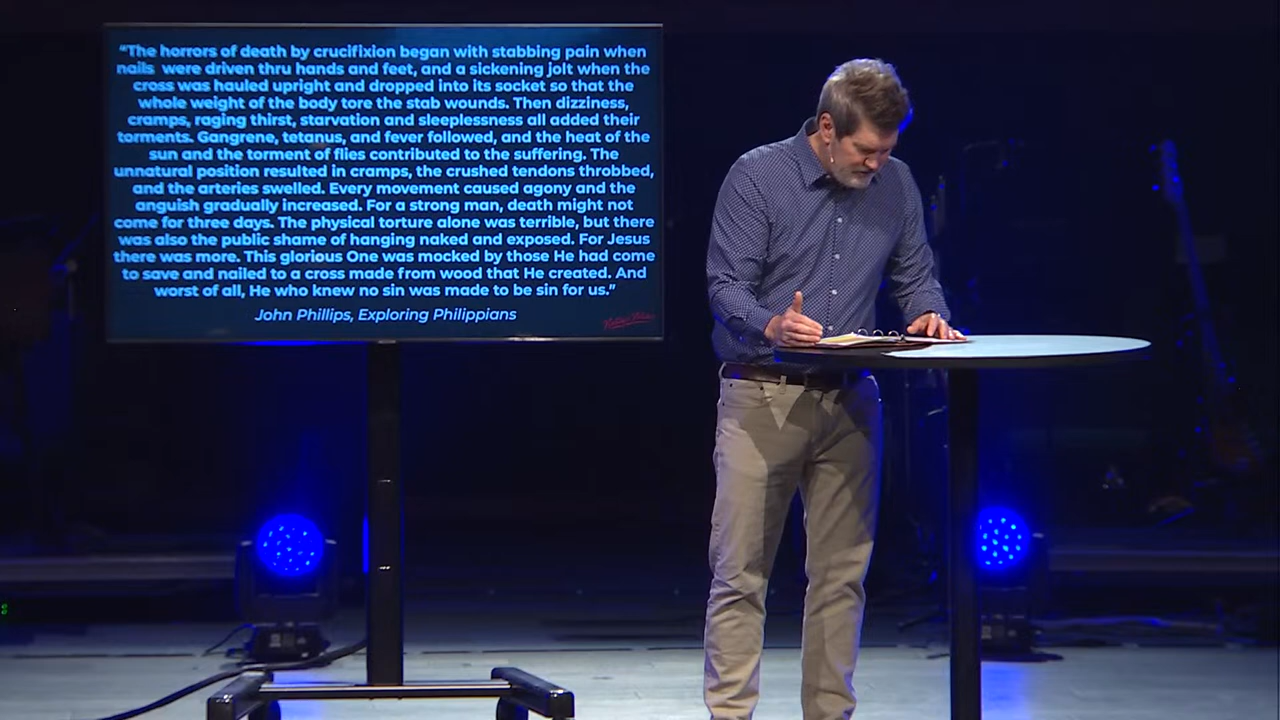 “The horrors of death by crucifixion began with stabbing pain when
nails were driven thru hands and feet, and a sickening jolt when the
cross was hauled upright and dropped into its socket so that the
whole weight of the body tore the stab wounds. Then dizziness,
cramps, raging thirst, starvation and sleeplessness all added their
torments. Gangrene, tetanus, and fever followed, and the heat of the
sun and the torment of flies contributed to the suffering. The
unnatural position resulted in cramps, the crushed tendons throbbed,
and the arteries swelled. Every movement caused agony and the
anguish gradually increased. For a strong man, death might not
come for three days. The physical torture alone was terrible, but there
was also the public shame of hanging naked and exposed. For Jesus
there was more. This glorious One was mocked by those He had come
to save and nailed to a cross made from wood that He created. And
worst of all, He who knew no sin was made to be sin for us.”
John Phillips, Exploring Philippians